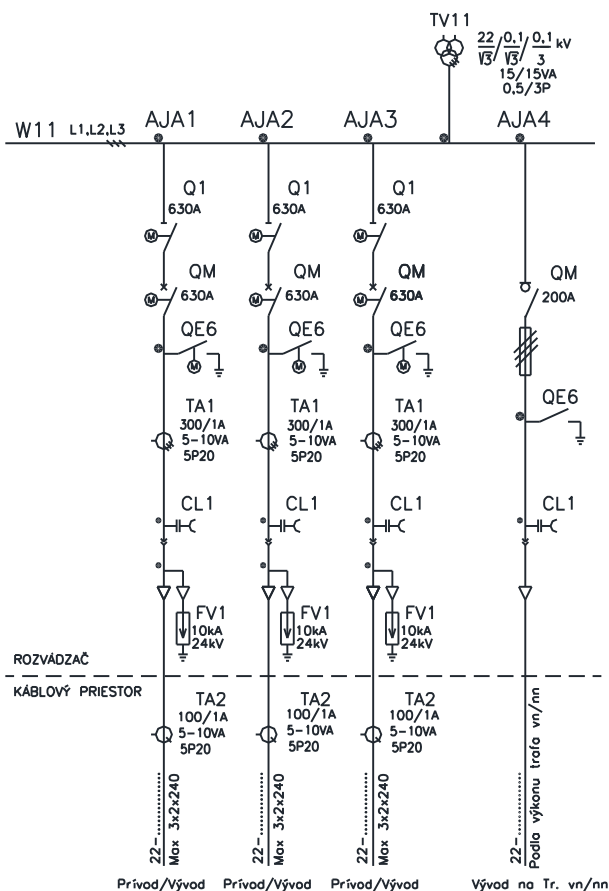 TV11
22/√3 / 0,1/√3 / 0,1/3 kV
15/15VA
0,5/3P
W11 L1,L2,L3 AJA1 AJA2 AJA3 AJA4
Q1 Q1 Q1
630A 630A 630A
M M M
QM QM QM QM
630A 630A 630A 200A
M M M
QE6 QE6 QE6
M M M
QE6
TA1 TA1 TA1
300/1A 300/1A 300/1A
5-10VA 5-10VA 5-10VA
5P20 5P20 5P20
CL1 CL1 CL1 CL1
FV1 FV1 FV1
10kA 10kA 10kA
24kV 24kV 24kV
ROZVÁDZAČ
KÁBLOVÝ PRIESTOR
TA2 TA2 TA2
100/1A 100/1A 100/1A
5-10VA 5-10VA 5-10VA
5P20 5P20 5P20
22-............ 22-............ 22-............ 22-............
Max 3x2x240 Max 3x2x240 Max 3x2x240 Podla výkonu trafa vn/nn
Prívod/Vývod Prívod/Vývod Prívod/Vývod Vývod na Tr. vn/nn